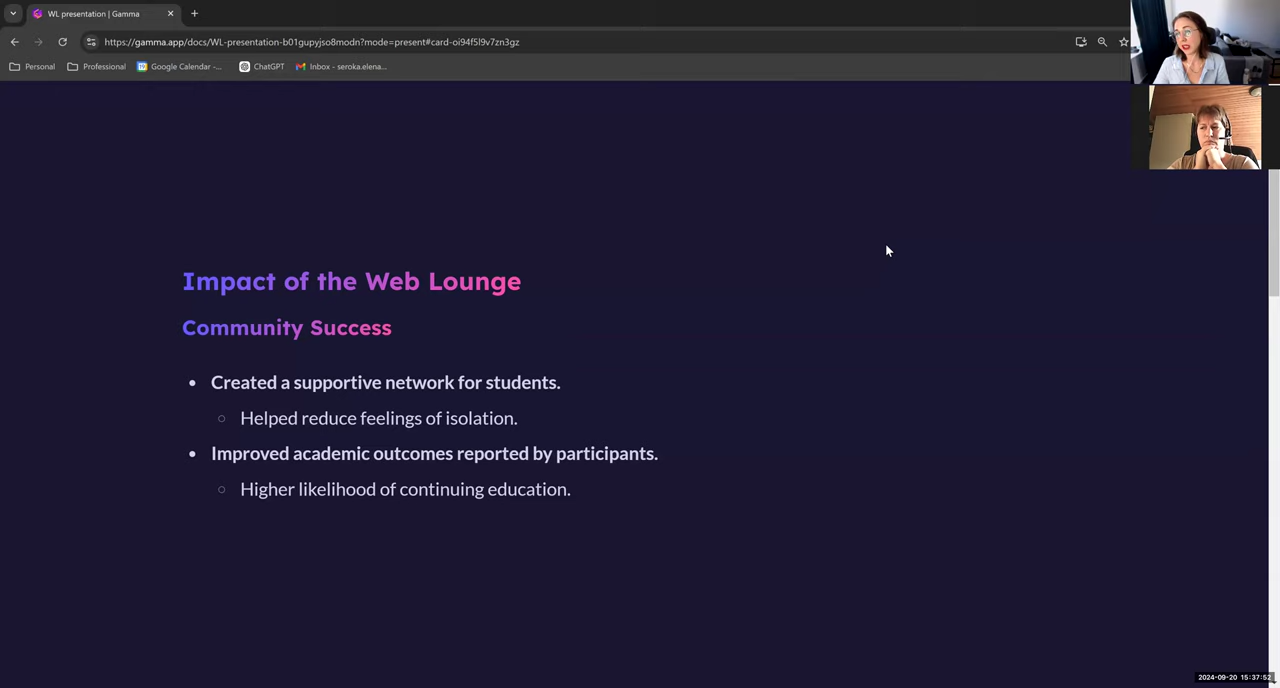 WL presentation | Gamma
https://gamma.app/docs/WL-presentation-b01gupyjso8modn?mode=present#card-oi94f5l9v7zn3gz
Personal
Professional
Google Calendar -...
ChatGPT
Inbox - seroka.elena...
Impact of the Web Lounge
Community Success
Created a supportive network for students.
Helped reduce feelings of isolation.
Improved academic outcomes reported by participants.
Higher likelihood of continuing education.
2024-09-20 15:37:52